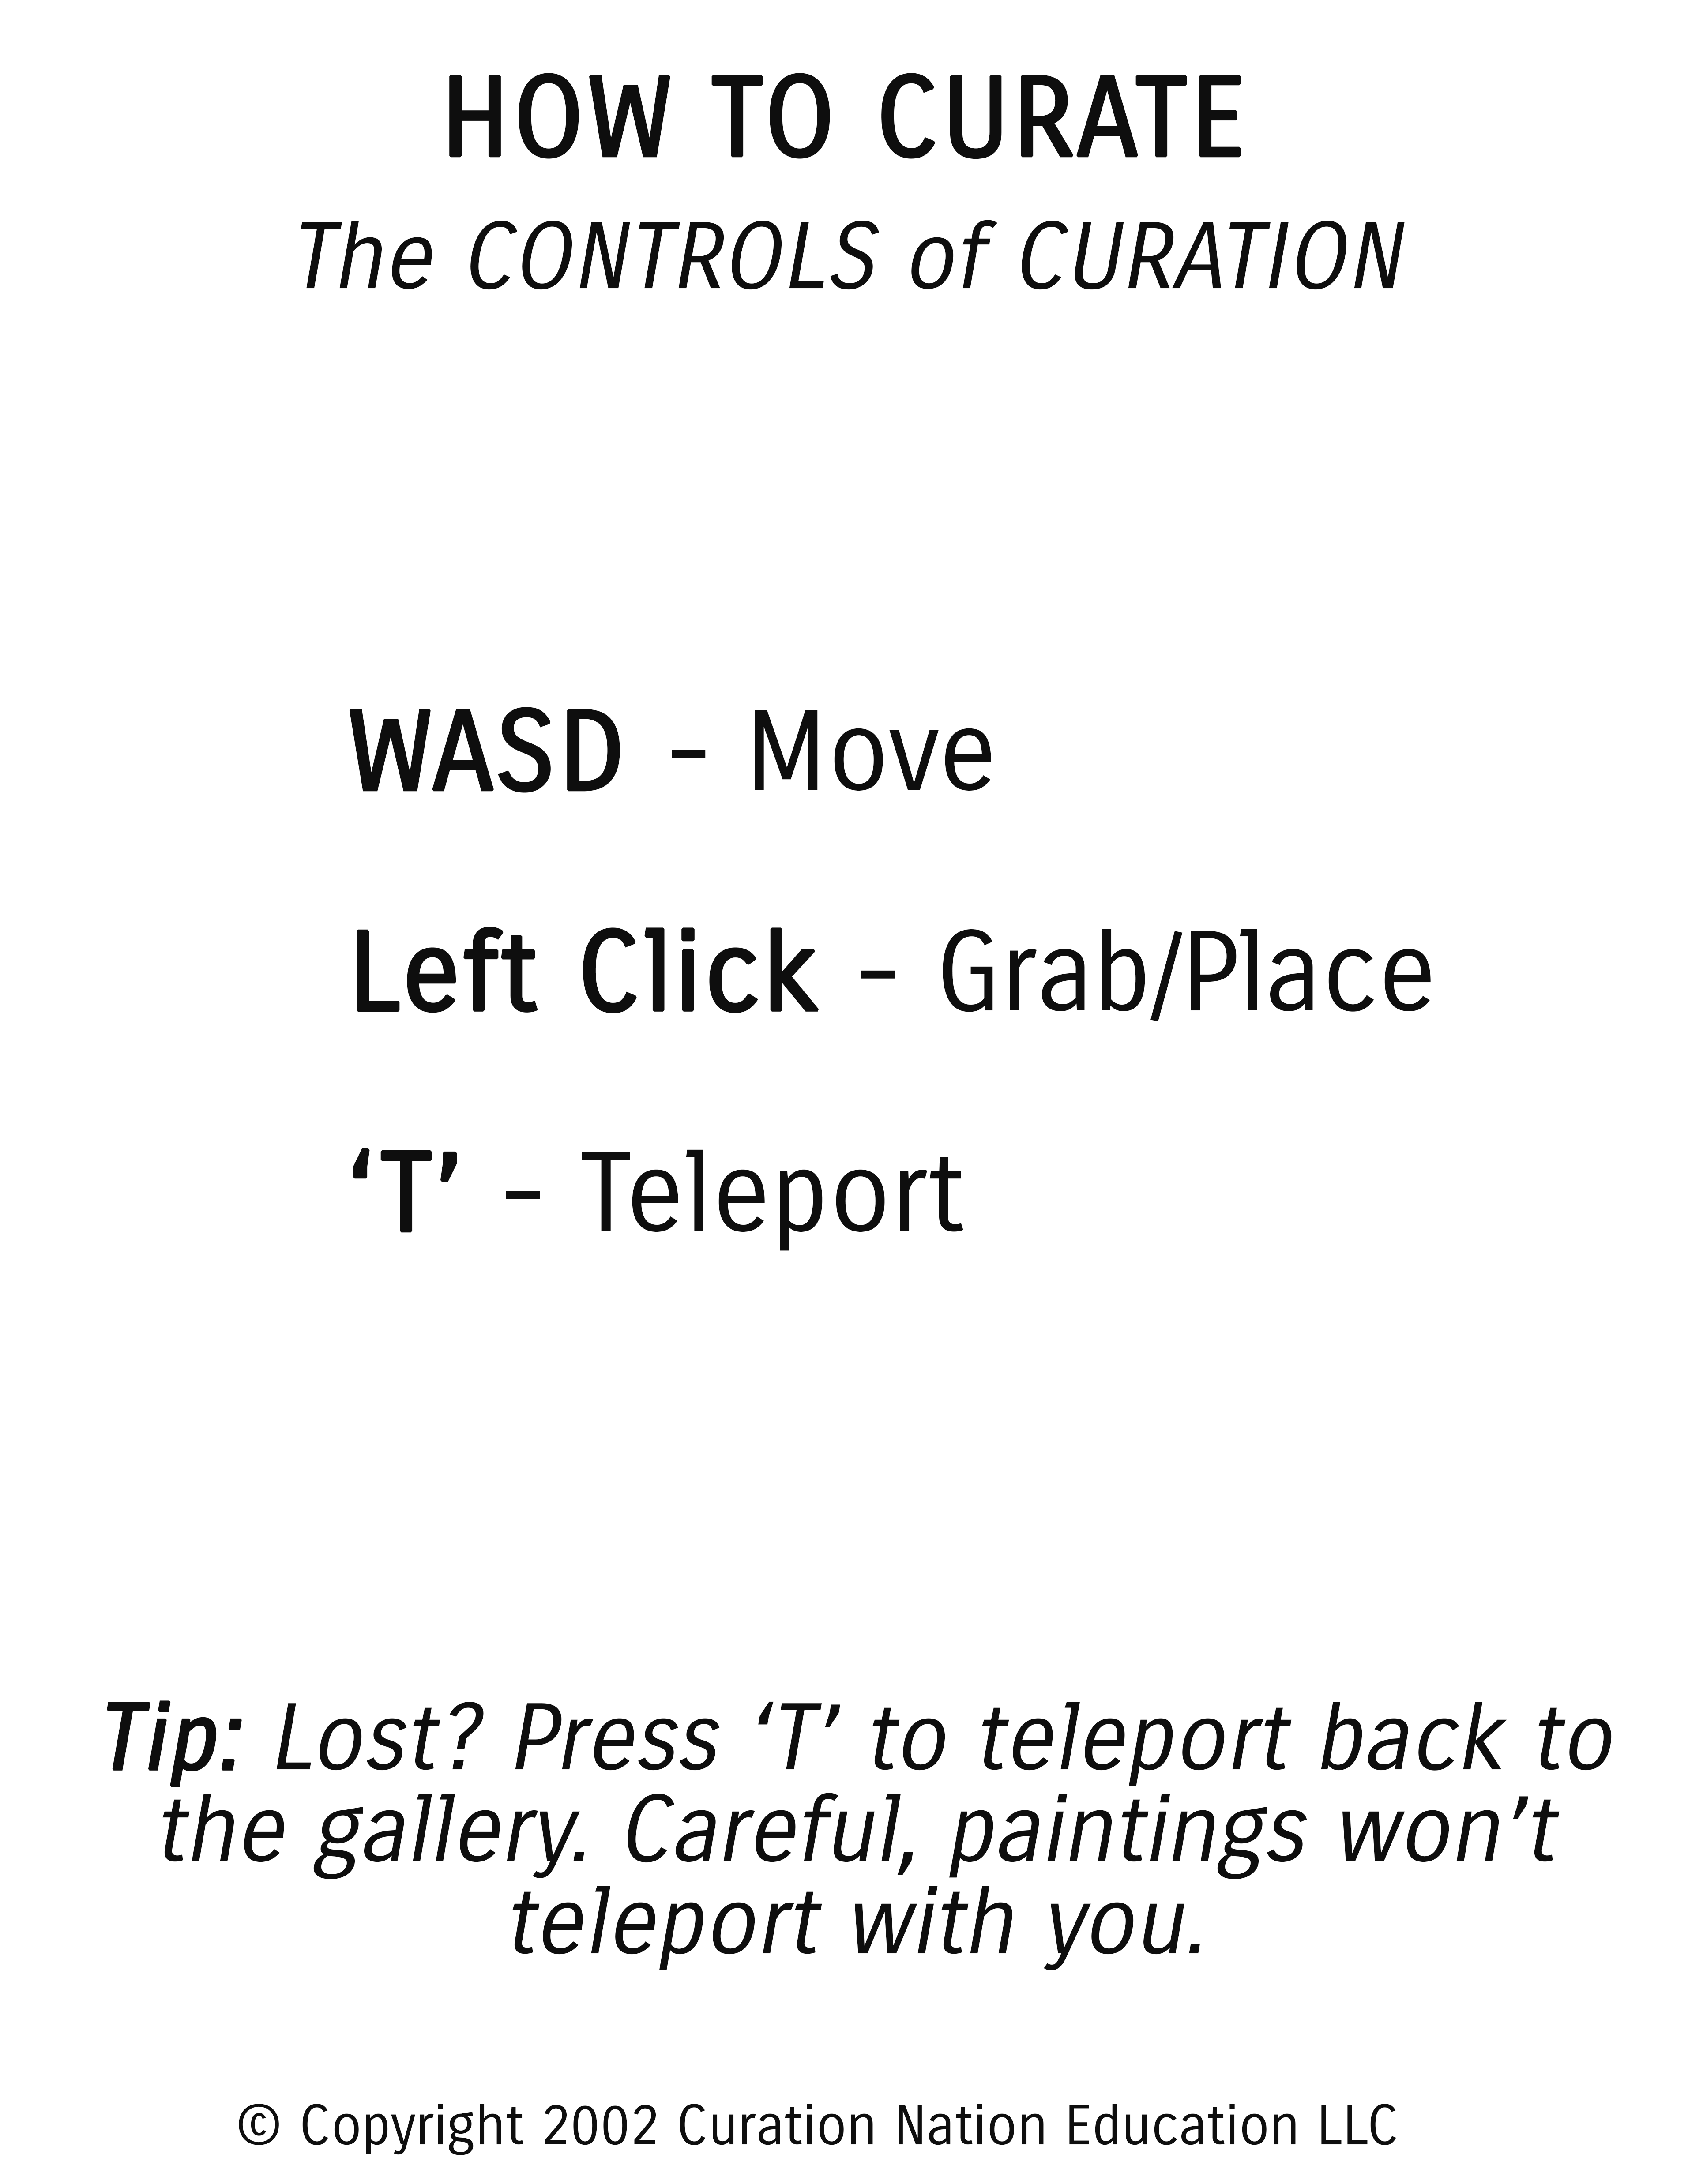 HOW TO CURATE
The CONTROLS of CURATION
WASD - Move
Left Click - Grab/Place
‘T’ - Teleport
Tip: Lost? Press ‘T’ to teleport back to
the gallery. Careful, paintings won’t
teleport with you.
© Copyright 2002 Curation Nation Education LLC